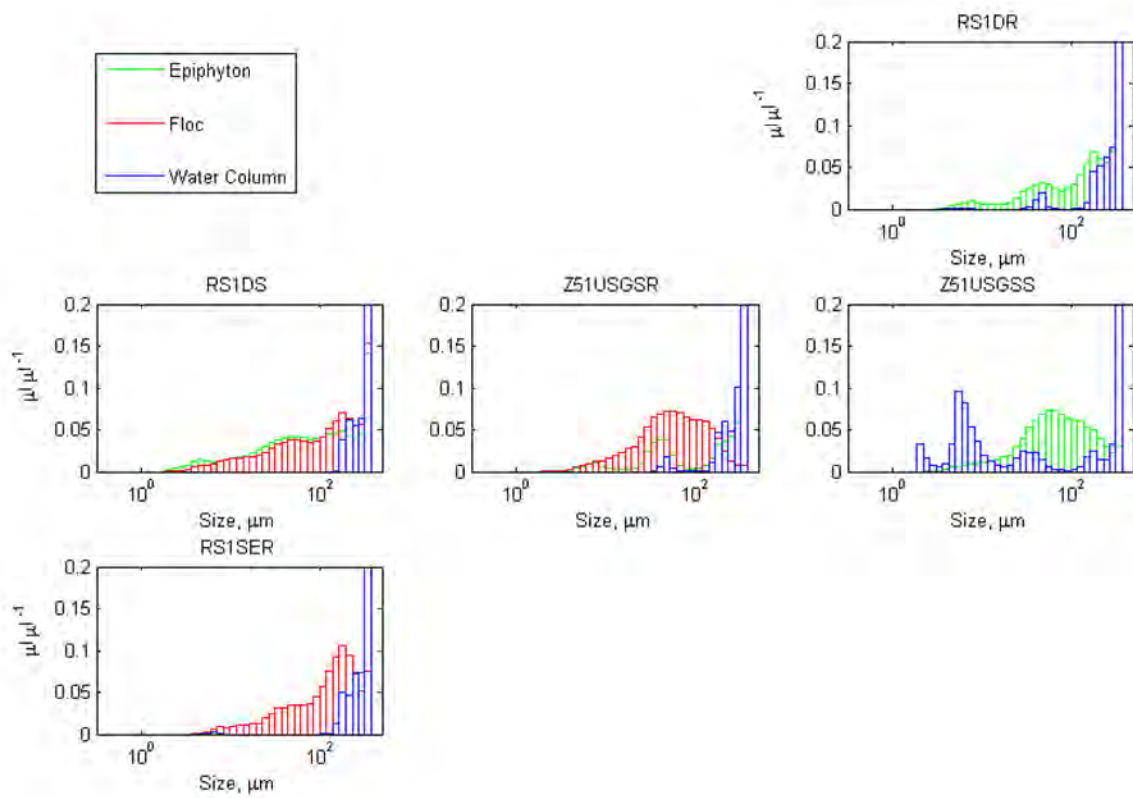 Epiphyton
Floc
Water Column
RS1DR
0.2
0.15
0.1
0.05
0
µl µl⁻¹
10⁰ 10²
Size, µm
RS1DS
0.2
0.15
0.1
0.05
0
µl µl⁻¹
10⁰ 10²
Size, µm
Z51USGSR
0.2
0.15
0.1
0.05
0
10⁰ 10²
Size, µm
Z51USGSS
0.2
0.15
0.1
0.05
0
10⁰ 10²
Size, µm
RS1SER
0.2
0.15
0.1
0.05
0
µl µl⁻¹
10⁰ 10²
Size, µm